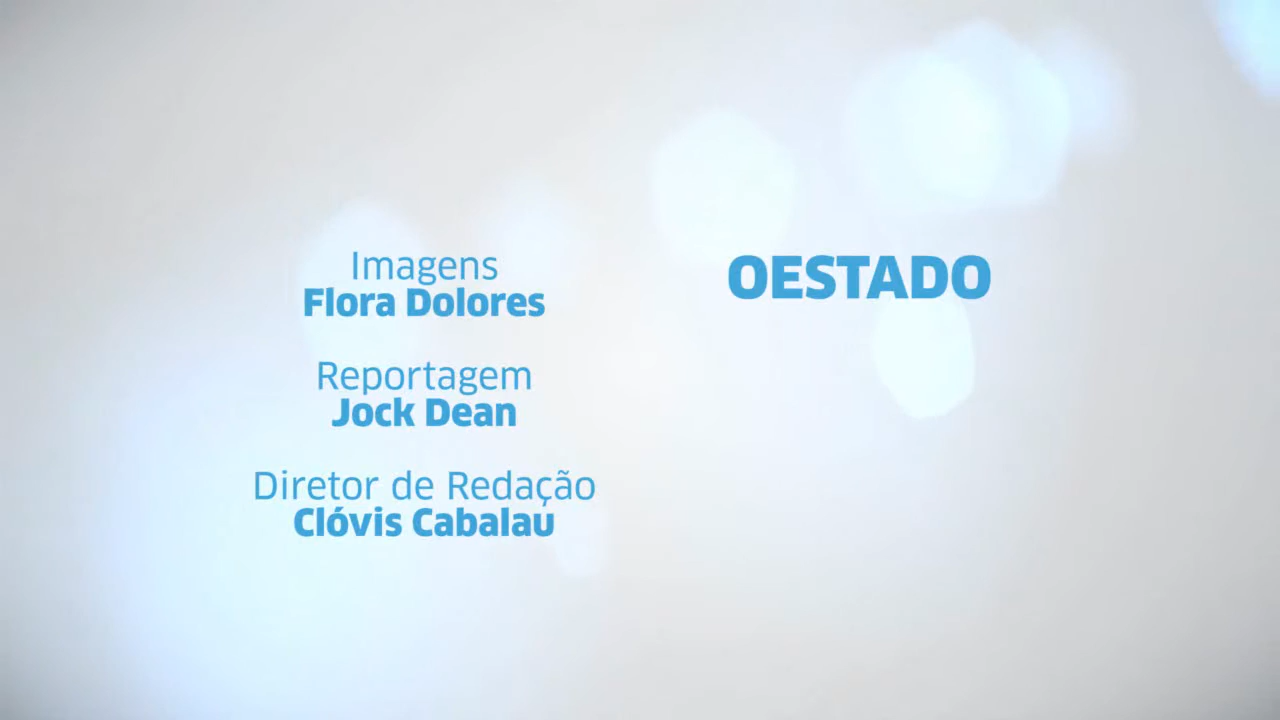 Imagens
Flora Dolores
Reportagem
Jock Dean
Diretor de Redação
Clóvis Cabalau
OESTADO